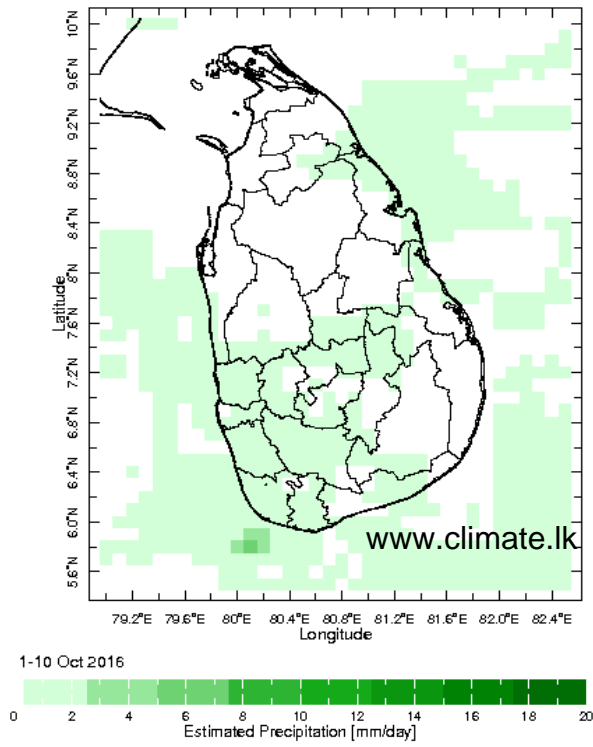 10°N
9.6°N
9.2°N
8.8°N
8.4°N
8°N
7.6°N
7.2°N
6.8°N
6.4°N
6.0°N
5.6°N
Latitude
www.climate.lk
79.2°E 79.6°E 80°E 80.4°E 80.8°E 81.2°E 81.6°E 82.0°E 82.4°E
Longitude
1-10 Oct 2016
0 2 4 6 8 10 12 14 16 18 20
Estimated Precipitation [mm/day]